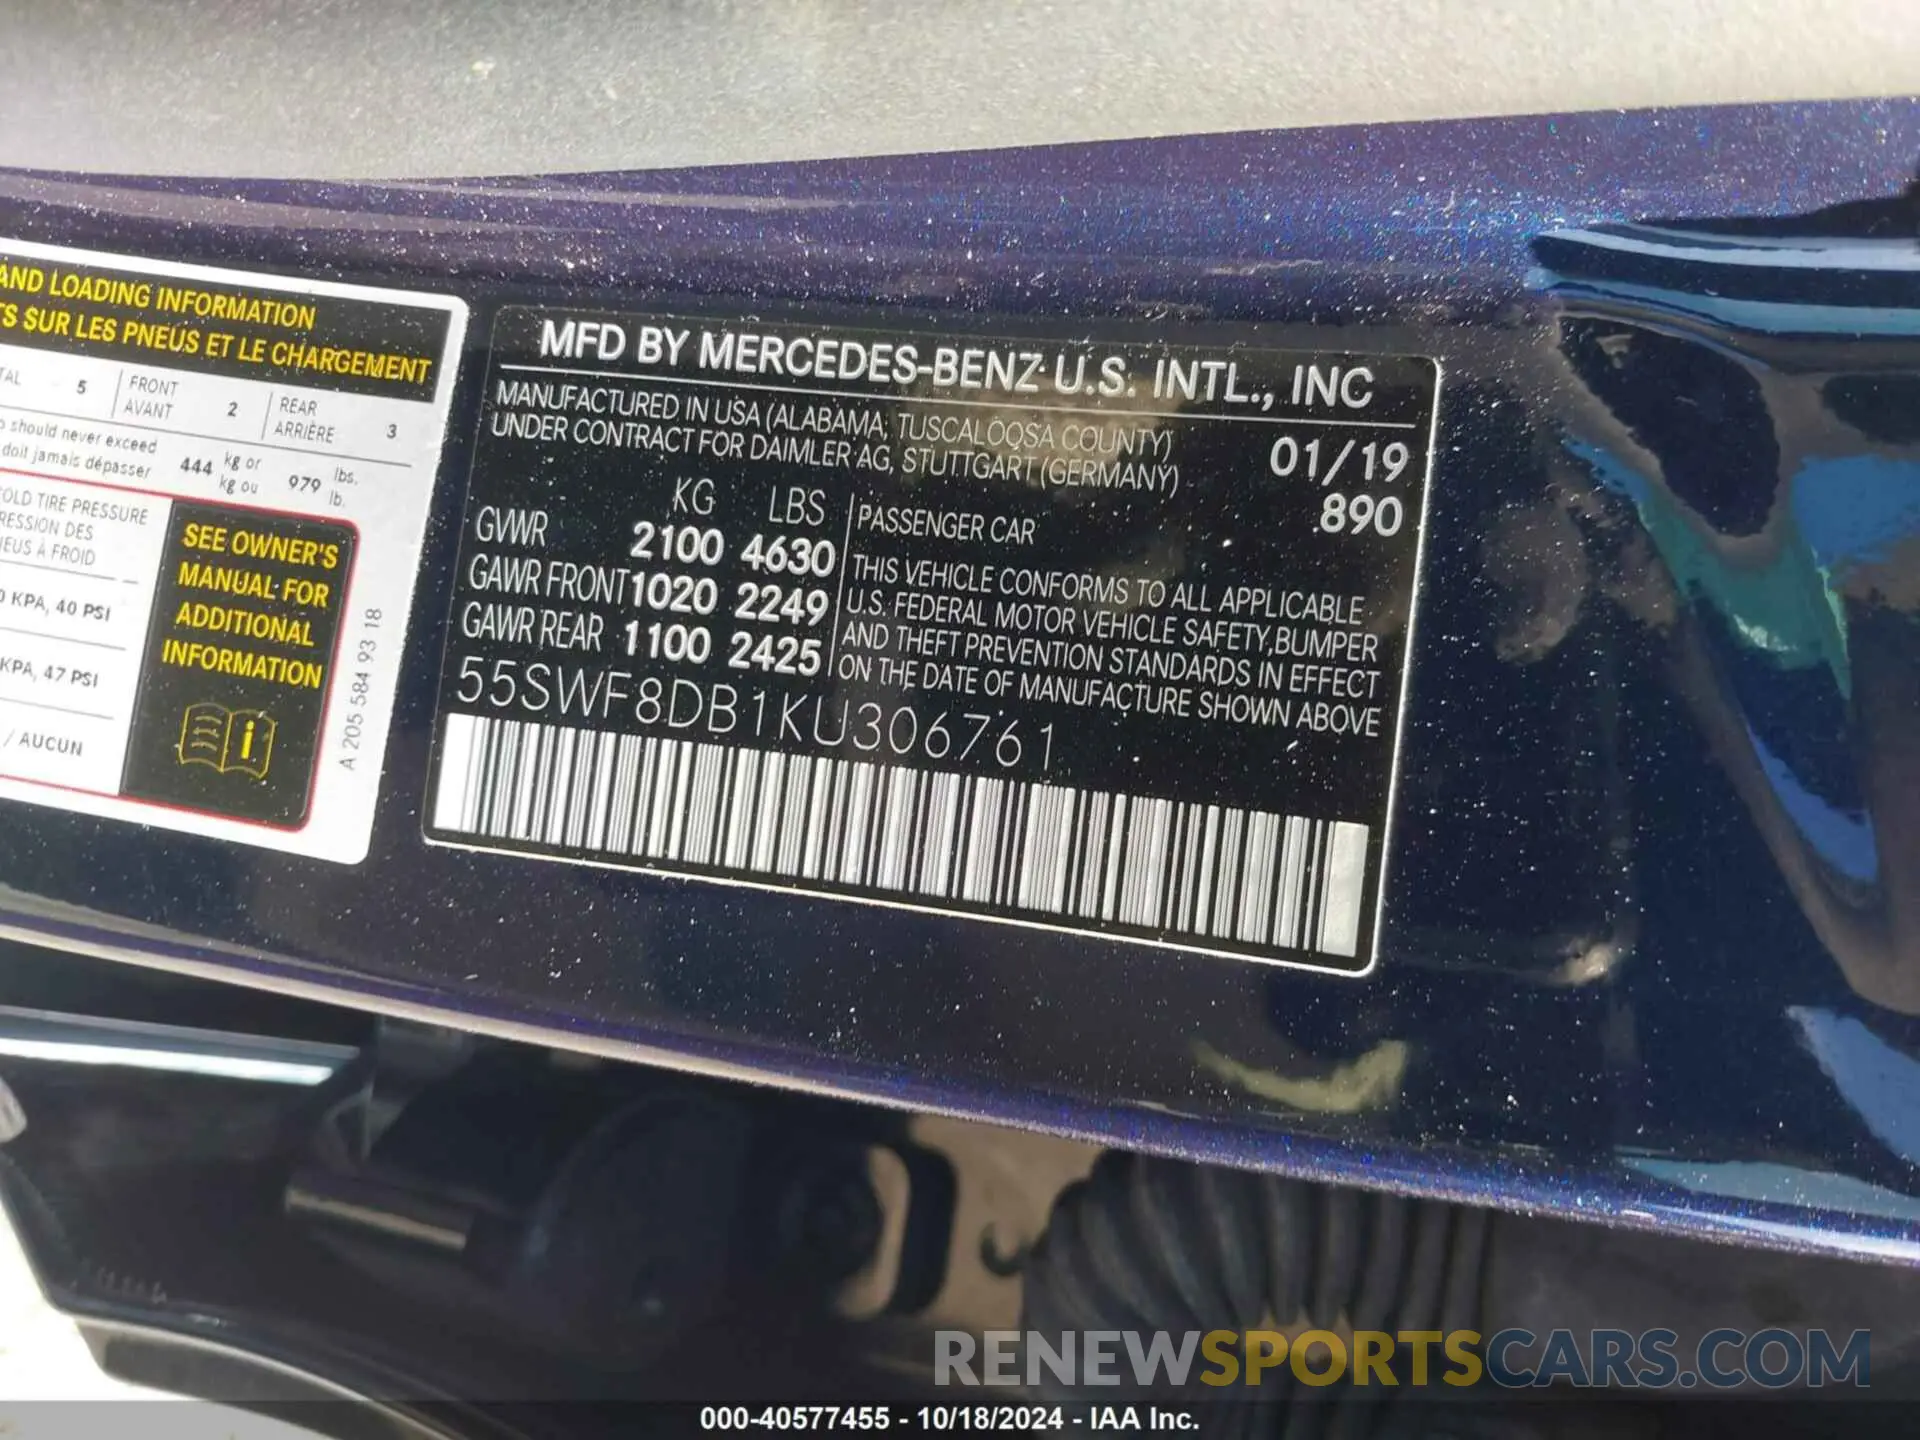 AND LOADING INFORMATION
TS SUR LES PNEUS ET LE CHARGEMENT
TAL 5 FRONT AVANT 2 REAR ARRIÈRE 3
should never exceed
doit jamais dépasser 444 kg or kg ou 979 lbs. lb.
COLD TIRE PRESSURE
RESSION DES
NEUS À FROID
0 KPA, 40 PSI
KPA, 47 PSI
/ AUCUN
SEE OWNER'S
MANUAL FOR
ADDITIONAL
INFORMATION
A 205 584 93 18
MFD BY MERCEDES-BENZ U.S. INTL., INC
MANUFACTURED IN USA (ALABAMA, TUSCALOOSA COUNTY)
UNDER CONTRACT FOR DAIMLER AG, STUTTGART (GERMANY)
01/19
890
KG LBS
GVWR 2100 4630
GAWR FRONT 1020 2249
GAWR REAR 1100 2425
PASSENGER CAR
THIS VEHICLE CONFORMS TO ALL APPLICABLE
U.S. FEDERAL MOTOR VEHICLE SAFETY, BUMPER
AND THEFT PREVENTION STANDARDS IN EFFECT
ON THE DATE OF MANUFACTURE SHOWN ABOVE
55SWF8DB1KU306761
RENEWSPORTSCARS.COM
000-40577455 - 10/18/2024 - IAA Inc.